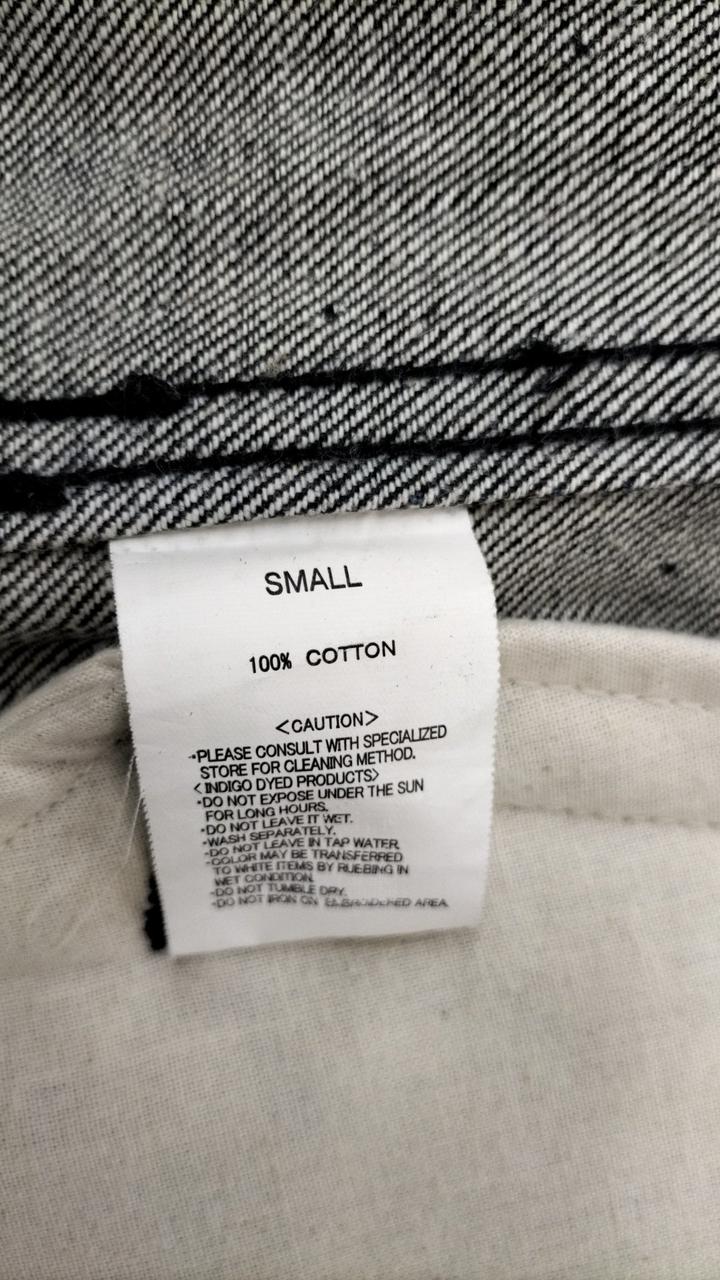 SMALL
100% COTTON
<CAUTION>
·PLEASE CONSULT WITH SPECIALIZED
STORE FOR CLEANING METHOD.
<INDIGO DYED PRODUCTS>
·DO NOT EXPOSE UNDER THE SUN
FOR LONG HOURS.
·DO NOT LEAVE IT WET.
·WASH SEPARATELY.
·DO NOT LEAVE IN TAP WATER.
·COLOR MAY BE TRANSFERRED
TO WHITE ITEMS BY RUBBING IN
WET CONDITION.
·DO NOT TUMBLE DRY.
·DO NOT IRON ON EMBROIDERED AREA.